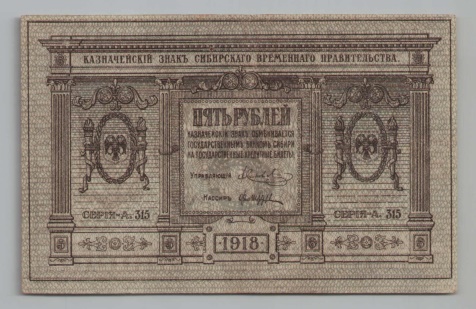 КАЗНАЧЕЙСКІЙ ЗНАКЪ СИБИРСКАГО ВРЕМЕННАГО ПРАВИТЕЛЬСТВА.
ПЯТЬ РУБЛЕЙ
КАЗНАЧЕЙСКІЙ ЗНАКЪ ОБМѢНИВАЕТСЯ
ГОСУДАРСТВЕННЫМЪ БАНКОМЪ СИБИРИ
НА ГОСУДАРСТВЕННЫЕ КРЕДИТНЫЕ БИЛЕТЫ
УПРАВЛЯЮЩІЙ
КАССИРЪ
СЕРІЯ-А. 315
СЕРІЯ-А. 315
1918